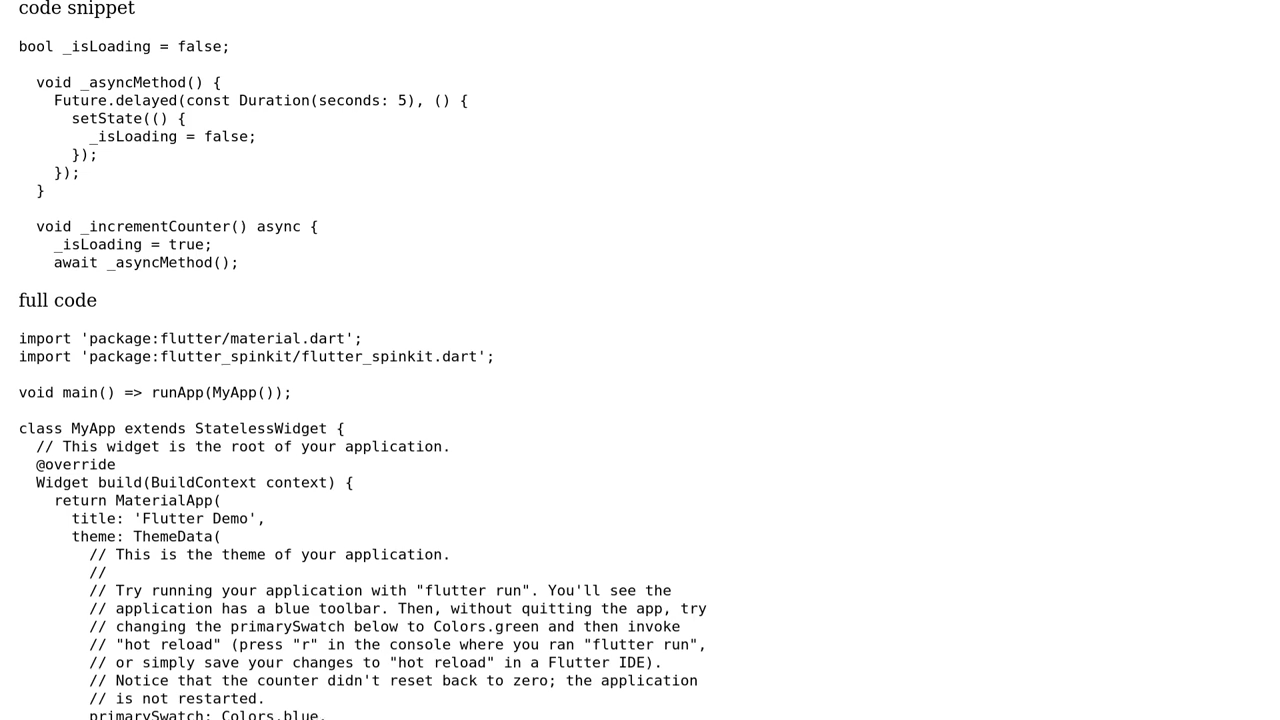 code snippet
bool _isLoading = false;
void _asyncMethod() {
Future.delayed(const Duration(seconds: 5), () {
setState(() {
_isLoading = false;
});
});
}
void _incrementCounter() async {
_isLoading = true;
await _asyncMethod();
full code
import 'package:flutter/material.dart';
import 'package:flutter_spinkit/flutter_spinkit.dart';
void main() => runApp(MyApp());
class MyApp extends StatelessWidget {
// This widget is the root of your application.
@override
Widget build(BuildContext context) {
return MaterialApp(
title: 'Flutter Demo',
theme: ThemeData(
// This is the theme of your application.
//
// Try running your application with "flutter run". You'll see the
// application has a blue toolbar. Then, without quitting the app, try
// changing the primarySwatch below to Colors.green and then invoke
// "hot reload" (press "r" in the console where you ran "flutter run",
// or simply save your changes to "hot reload" in a Flutter IDE).
// Notice that the counter didn't reset back to zero; the application
// is not restarted.
primarySwatch: Colors.blue,